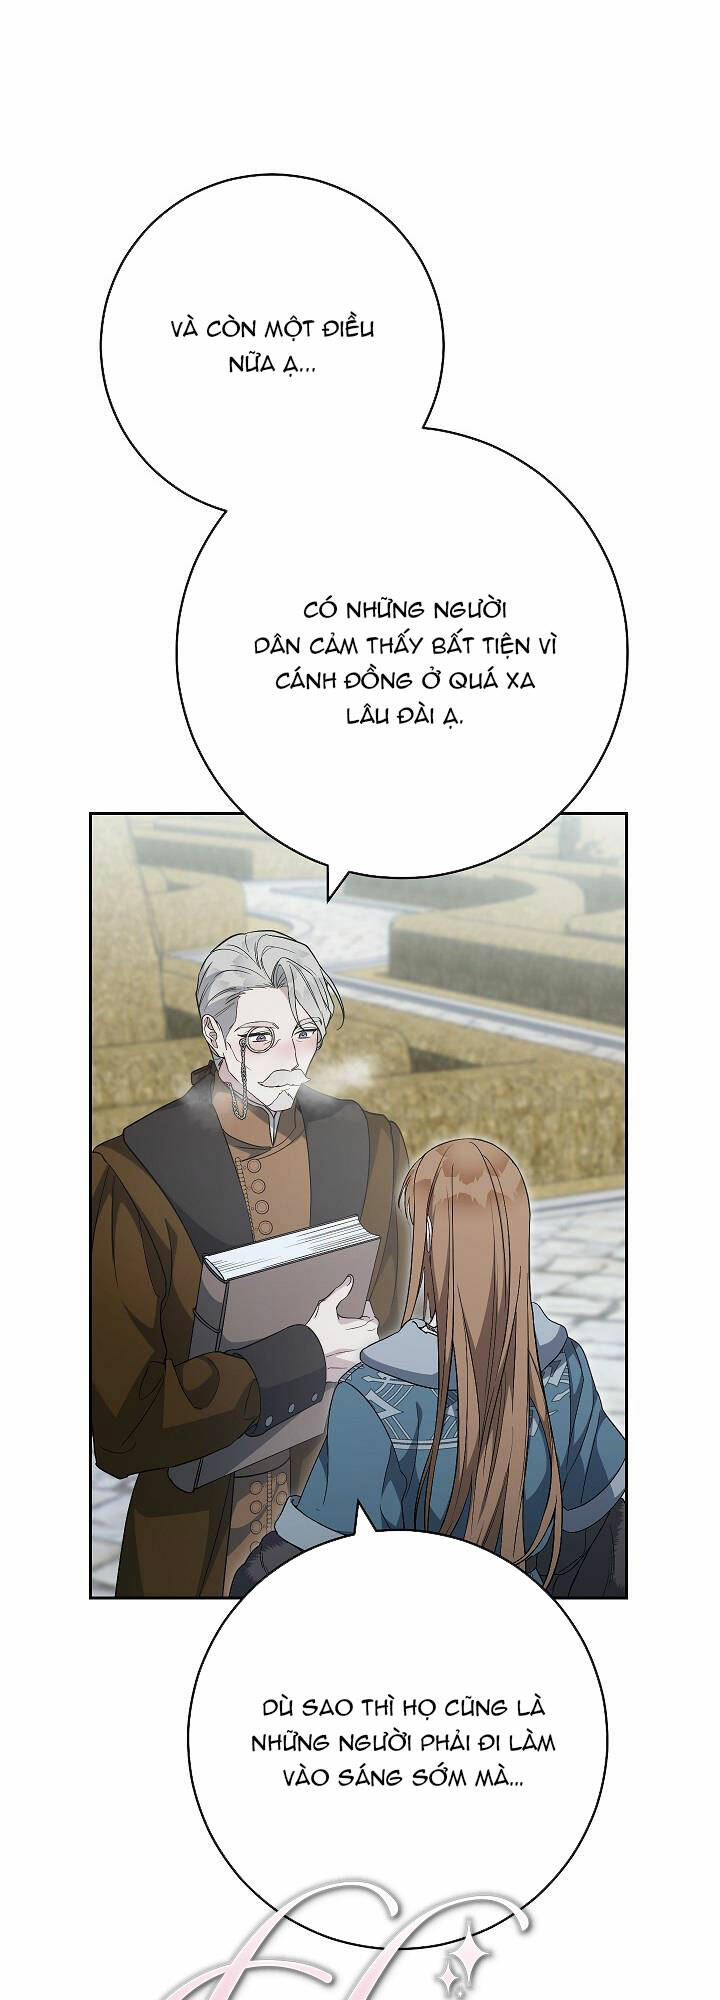 VÀ CÒN MỘT ĐIỀU
NỮA Ạ...
CÓ NHỮNG NGƯỜI
DÂN CẢM THẤY BẤT TIỆN VÌ
CÁNH ĐỒNG Ở QUÁ XA
LÂU ĐÀI Ạ.
DÙ SAO THÌ HỌ CŨNG LÀ
NHỮNG NGƯỜI PHẢI ĐI LÀM
VÀO SÁNG SỚM MÀ...